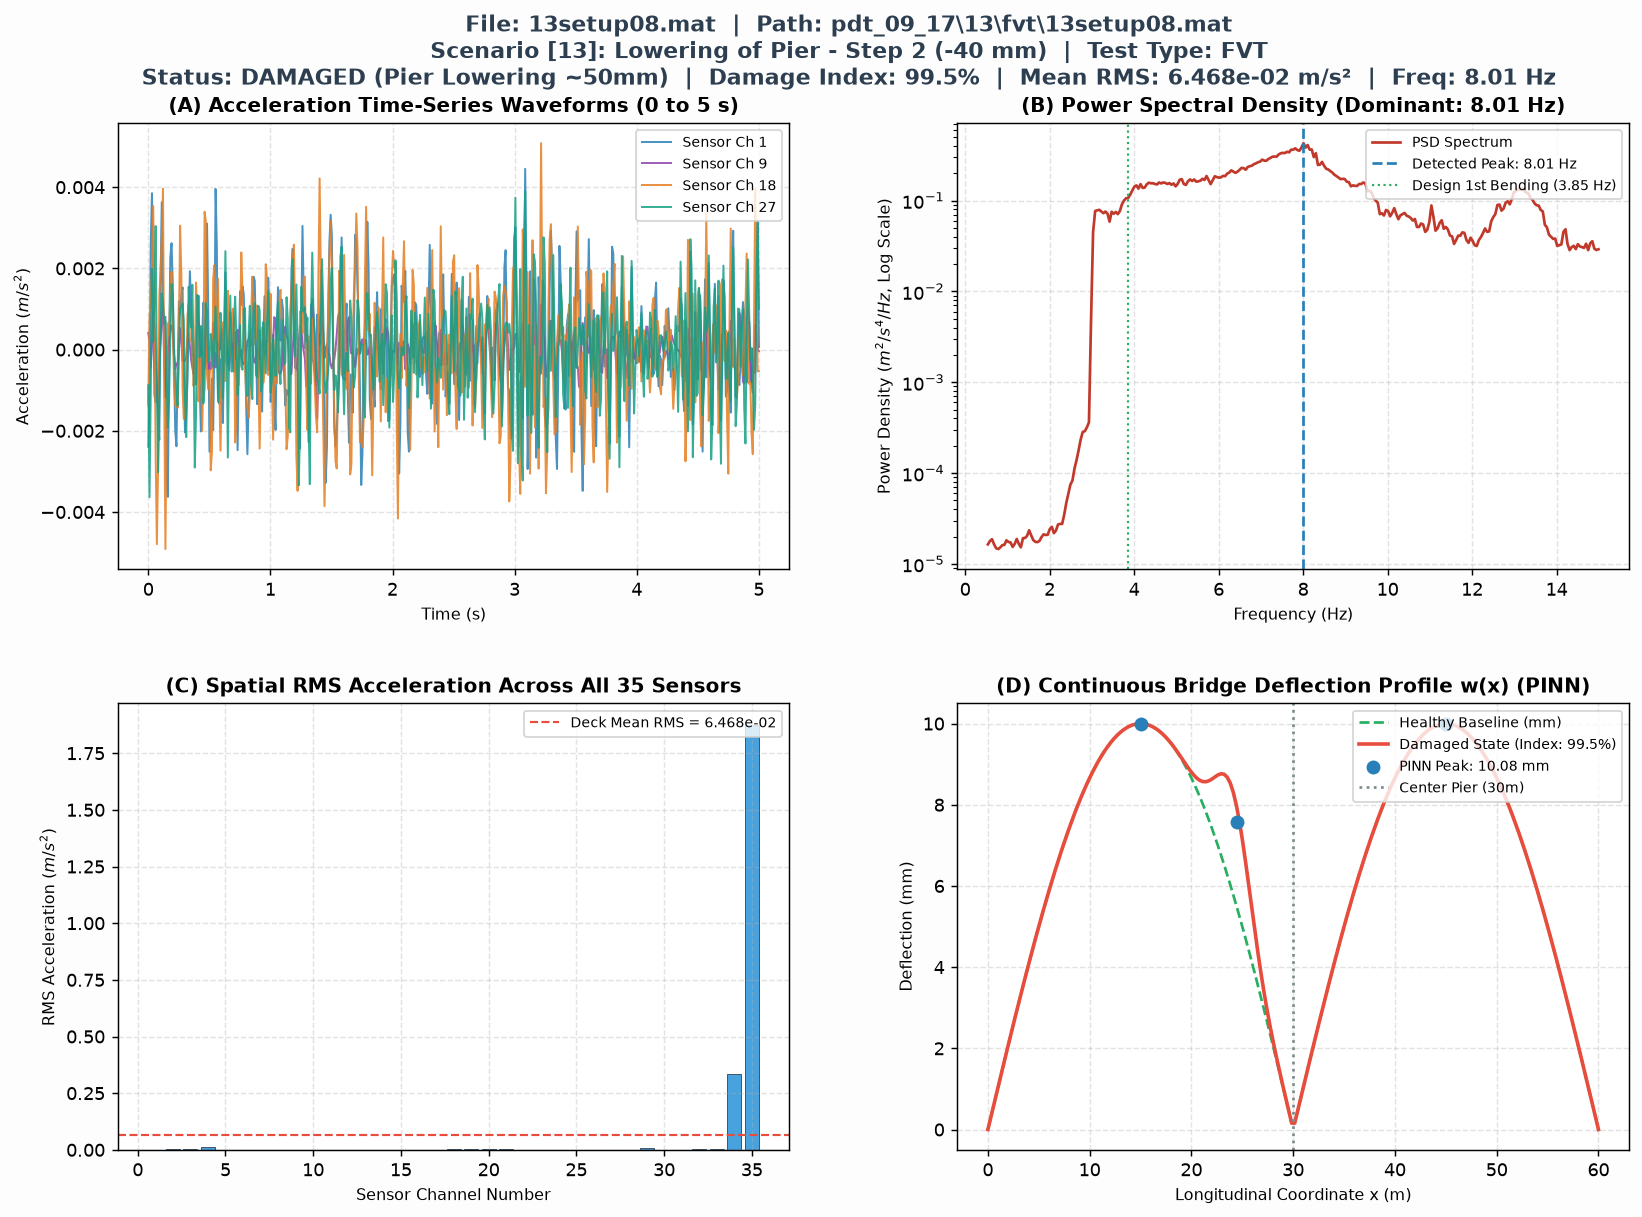 File: 13setup08.mat | Path: pdt_09_17\13\fvt\13setup08.mat
Scenario [13]: Lowering of Pier - Step 2 (-40 mm) | Test Type: FVT
Status: DAMAGED (Pier Lowering ~50mm) | Damage Index: 99.5% | Mean RMS: 6.468e-02 m/s² | Freq: 8.01 Hz
(A) Acceleration Time-Series Waveforms (0 to 5 s)
Sensor Ch 1
Sensor Ch 9
Sensor Ch 18
Sensor Ch 27
0.004
0.002
0.000
−0.002
−0.004
Acceleration (m/s²)
0 1 2 3 4 5
Time (s)
(B) Power Spectral Density (Dominant: 8.01 Hz)
PSD Spectrum
Detected Peak: 8.01 Hz
Design 1st Bending (3.85 Hz)
10⁻¹
10⁻²
10⁻³
10⁻⁴
10⁻⁵
Power Density (m²/s⁴/Hz, Log Scale)
0 2 4 6 8 10 12 14
Frequency (Hz)
(C) Spatial RMS Acceleration Across All 35 Sensors
Deck Mean RMS = 6.468e-02
1.75
1.50
1.25
1.00
0.75
0.50
0.25
0.00
RMS Acceleration (m/s²)
0 5 10 15 20 25 30 35
Sensor Channel Number
(D) Continuous Bridge Deflection Profile w(x) (PINN)
Healthy Baseline (mm)
Damaged State (Index: 99.5%)
PINN Peak: 10.08 mm
Center Pier (30m)
10
8
6
4
2
0
Deflection (mm)
0 10 20 30 40 50 60
Longitudinal Coordinate x (m)